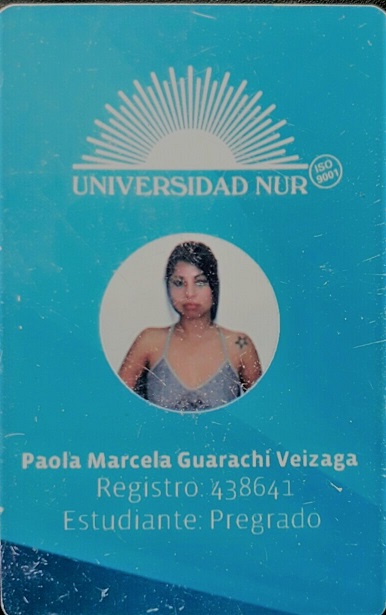 UNIVERSIDAD NUR
ISO
9001
Paola Marcela Guarachi Veizaga
Registro: 438641
Estudiante: Pregrado